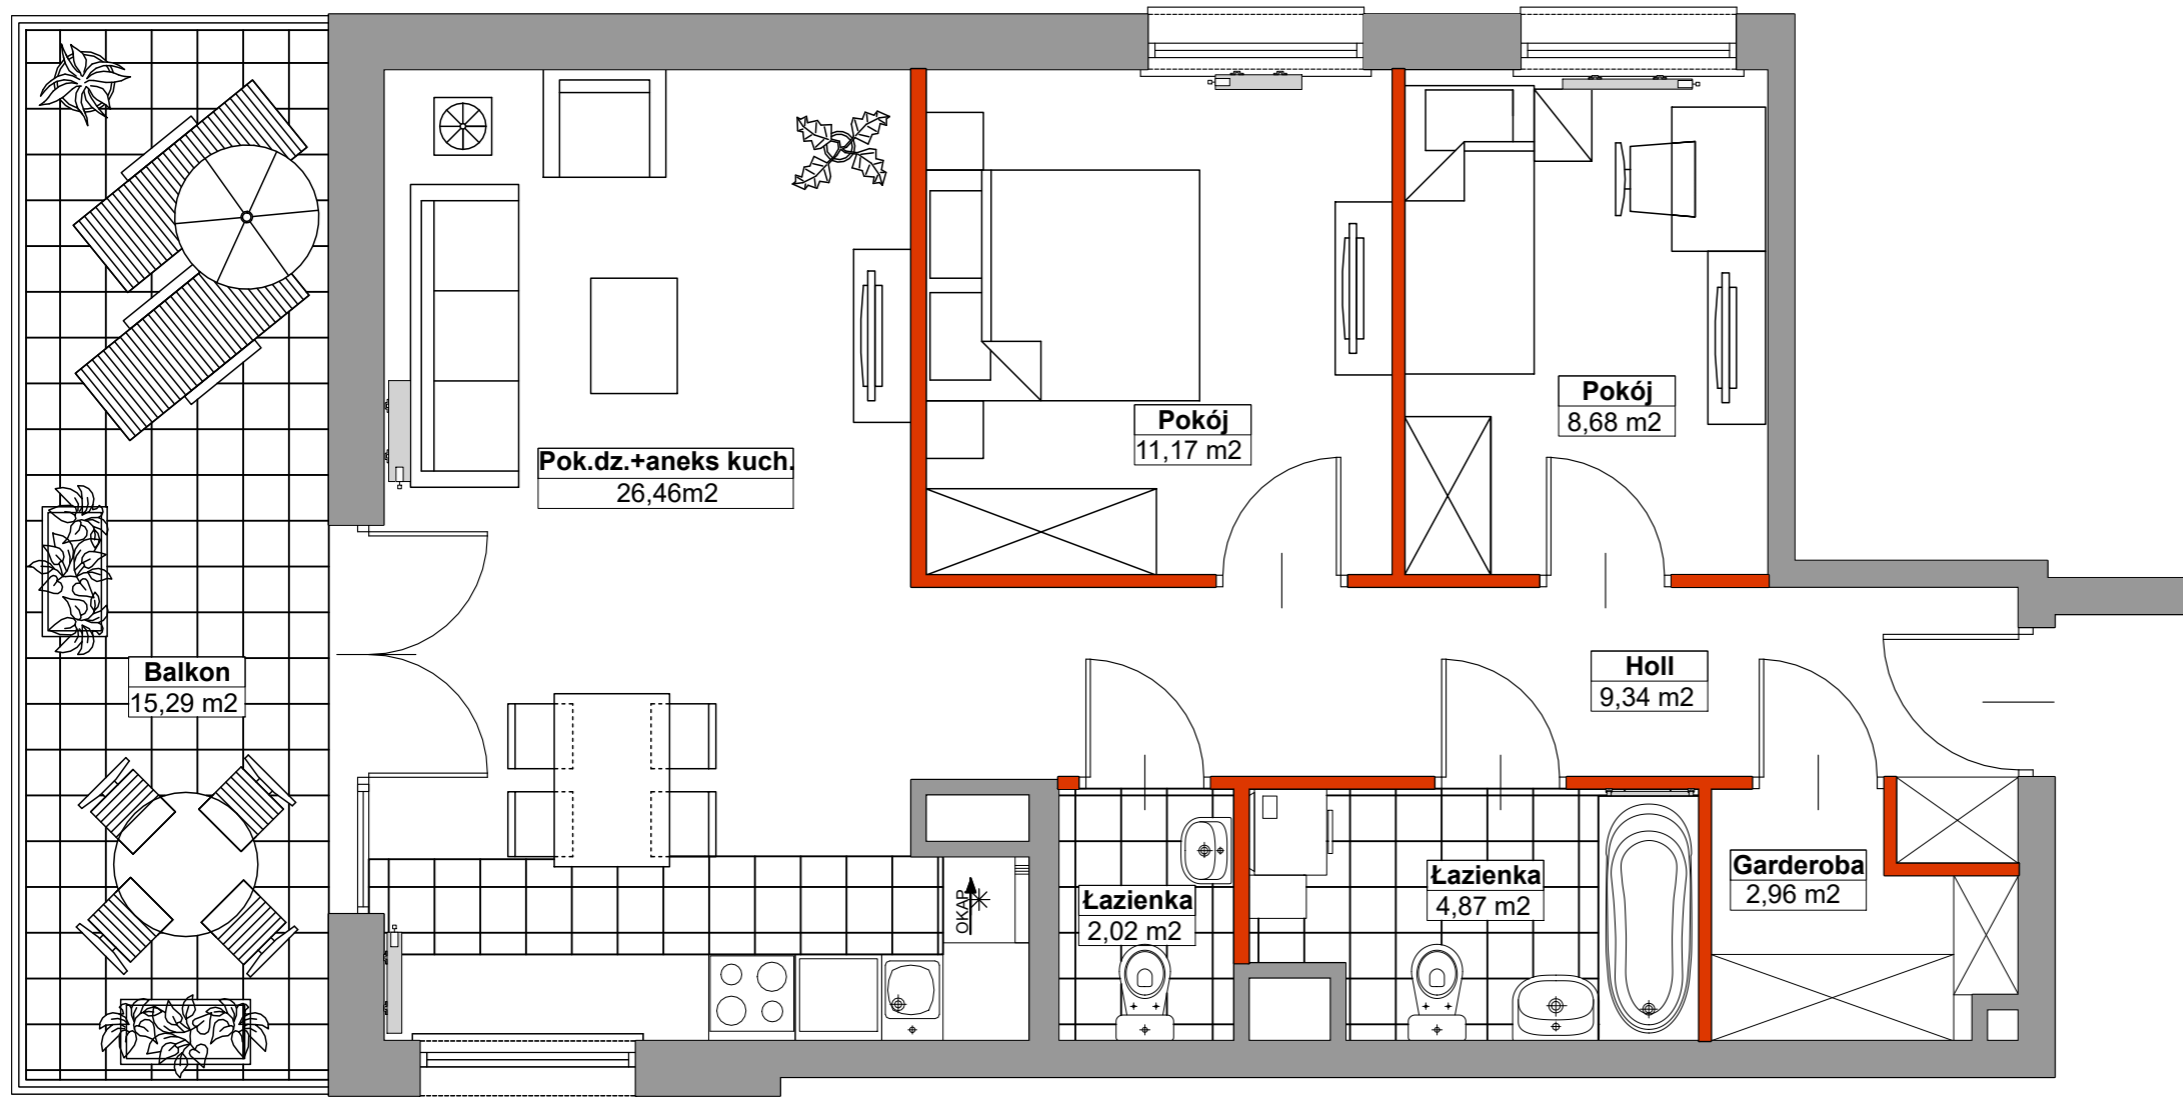 Pokój
8,68 m2
Pokój
11,17 m2
Pok.dz.+aneks kuch.
26,46m2
Balkon
15,29 m2
Holl
9,34 m2
Łazienka
2,02 m2
OKAP
Łazienka
4,87 m2
Garderoba
2,96 m2